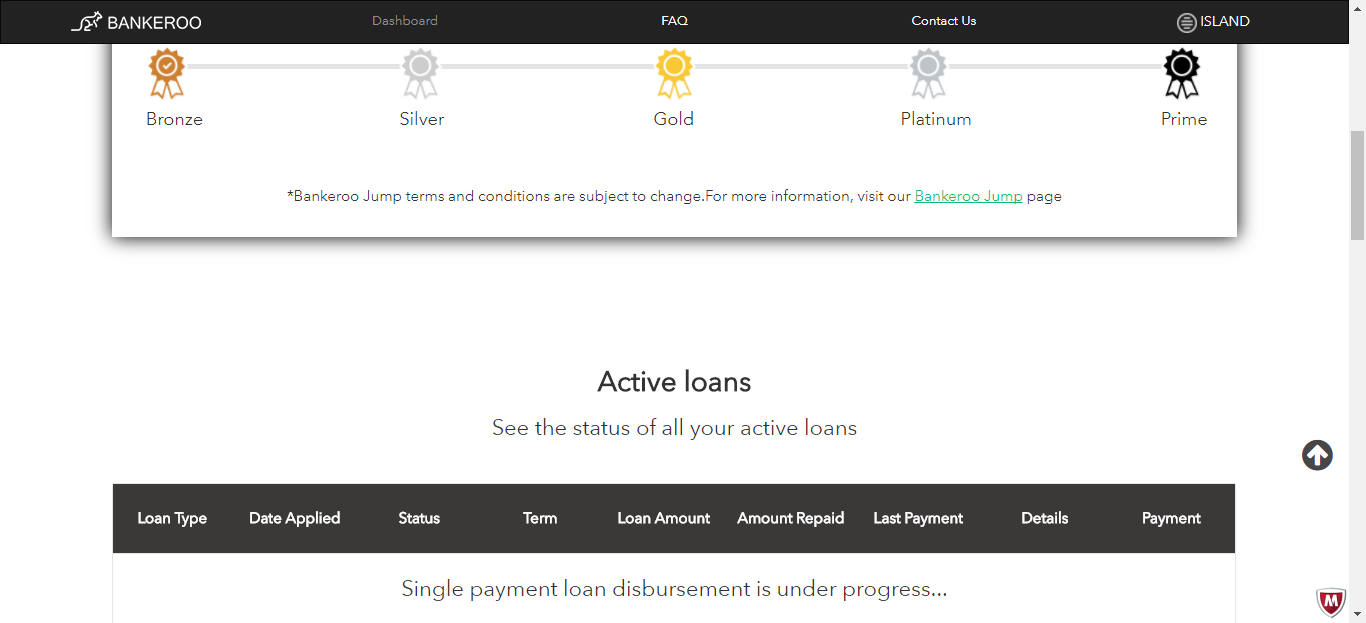 BANKEROO Dashboard FAQ Contact Us ISLAND
Bronze Silver Gold Platinum Prime
*Bankeroo Jump terms and conditions are subject to change.For more information, visit our Bankeroo Jump page
Active loans
See the status of all your active loans
Loan Type Date Applied Status Term Loan Amount Amount Repaid Last Payment Details Payment
Single payment loan disbursement is under progress...
M